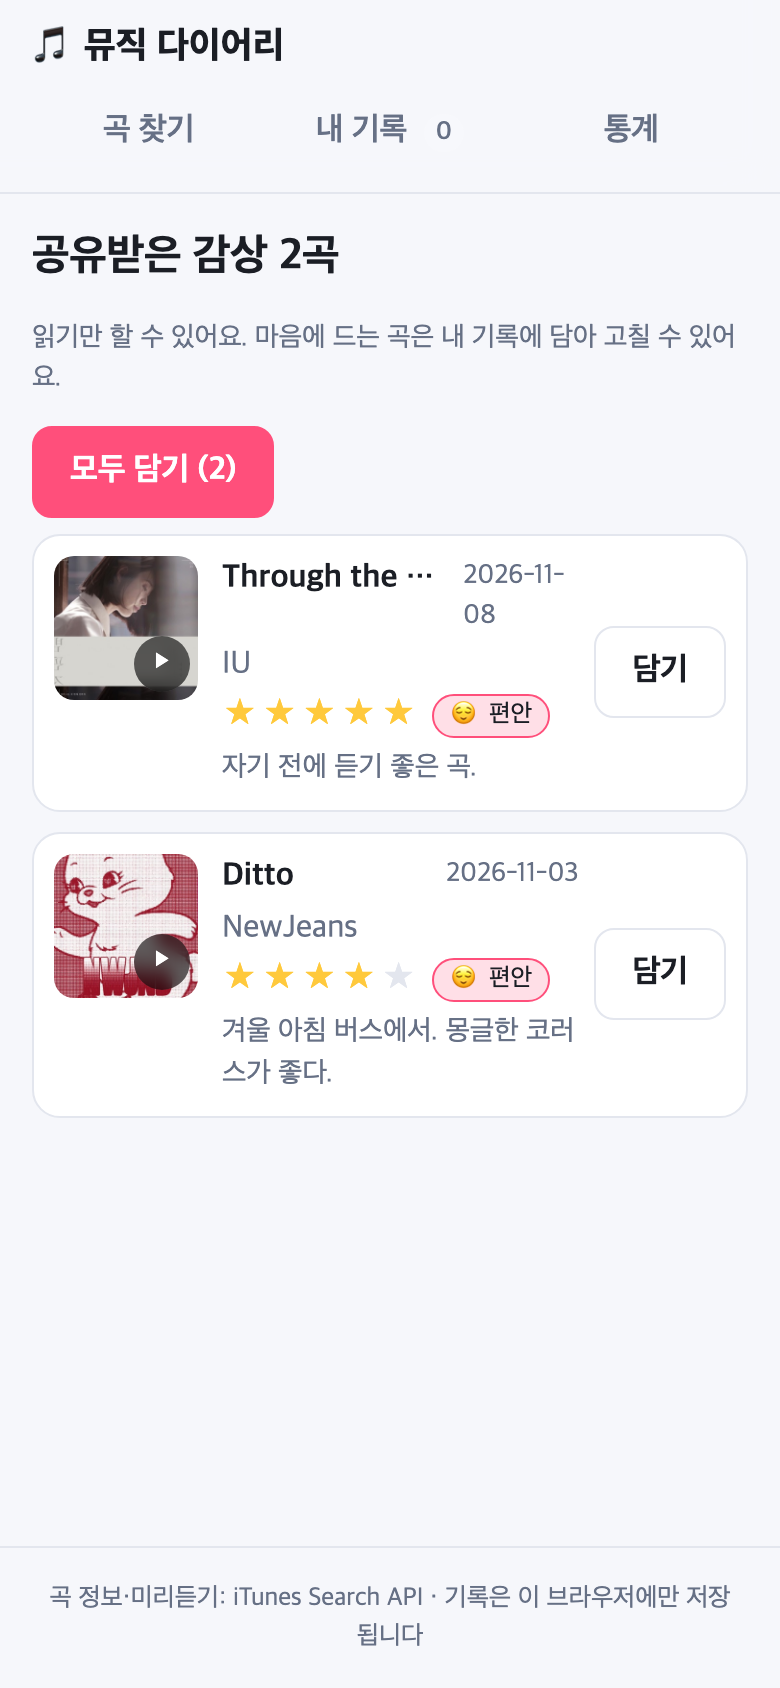 🎵 뮤직 다이어리
곡 찾기 내 기록 0 통계
공유받은 감상 2곡
읽기만 할 수 있어요. 마음에 드는 곡은 내 기록에 담아 고칠 수 있어
요.
모두 담기 (2)
Through the ⋯ 2026-11-
08
IU
★★★★★ 😌 편안
자기 전에 듣기 좋은 곡.
담기
Ditto 2026-11-03
NewJeans
★★★★★ 😌 편안
겨울 아침 버스에서. 몽글한 코러
스가 좋다.
담기
곡 정보·미리듣기: iTunes Search API · 기록은 이 브라우저에만 저장
됩니다